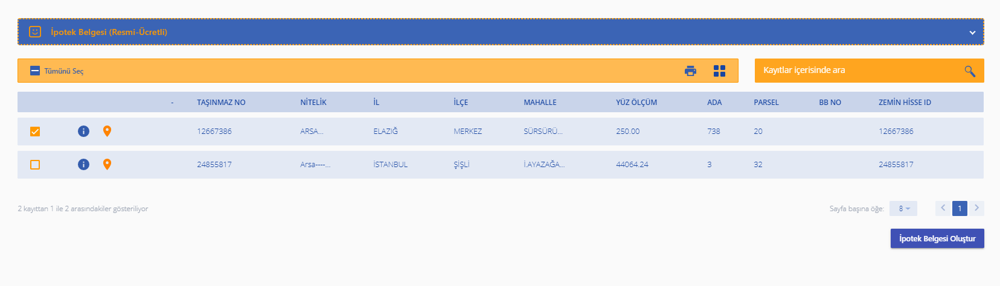 İpotek Belgesi (Resmi-Ücretli)
Tümünü Seç
Kayıtlar içerisinde ara
- TAŞINMAZ NO NİTELİK İL İLÇE MAHALLE YÜZ ÖLÇÜM ADA PARSEL BB NO ZEMİN HİSSE ID
12667386 ARSA... ELAZIĞ MERKEZ SÜRSÜRÜ... 250.00 738 20 12667386
24855817 Arsa----... İSTANBUL ŞİŞLİ İ.AYAZAĞA... 44064.24 3 32 24855817
2 kayıttan 1 ile 2 arasındakiler gösteriliyor
Sayfa başına öğe: 8 1
İpotek Belgesi Oluştur